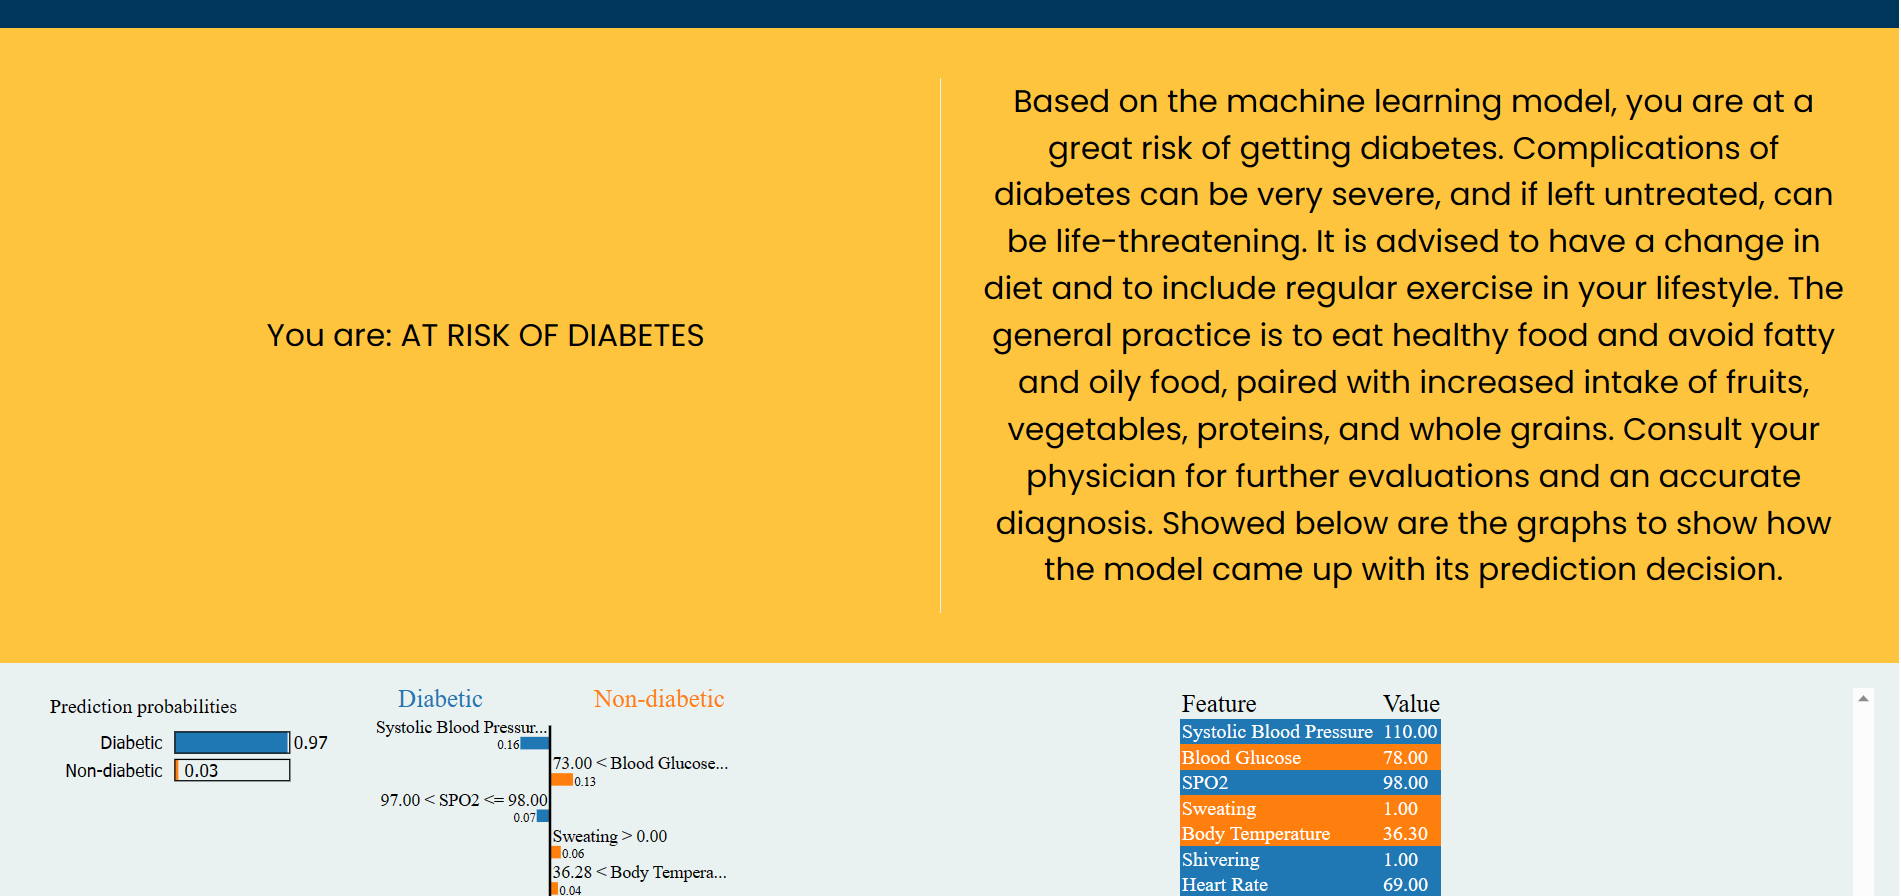 You are: AT RISK OF DIABETES
Based on the machine learning model, you are at a
great risk of getting diabetes. Complications of
diabetes can be very severe, and if left untreated, can
be life-threatening. It is advised to have a change in
diet and to include regular exercise in your lifestyle. The
general practice is to eat healthy food and avoid fatty
and oily food, paired with increased intake of fruits,
vegetables, proteins, and whole grains. Consult your
physician for further evaluations and an accurate
diagnosis. Showed below are the graphs to show how
the model came up with its prediction decision.
Prediction probabilities
Diabetic 0.97
Non-diabetic 0.03
Diabetic Non-diabetic
Systolic Blood Pressur...
0.16
73.00 < Blood Glucose...
0.13
97.00 < SPO2 <= 98.00
0.07
Sweating > 0.00
0.06
36.28 < Body Tempera...
0.04
Feature Value
Systolic Blood Pressure 110.00
Blood Glucose 78.00
SPO2 98.00
Sweating 1.00
Body Temperature 36.30
Shivering 1.00
Heart Rate 69.00